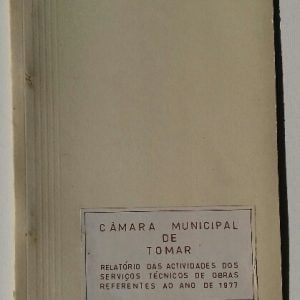 CÂMARA MUNICIPAL
DE
TOMAR
RELATÓRIO DAS ACTIVIDADES DOS
SERVIÇOS TÉCNICOS DE OBRAS
REFERENTES AO ANO DE 1977